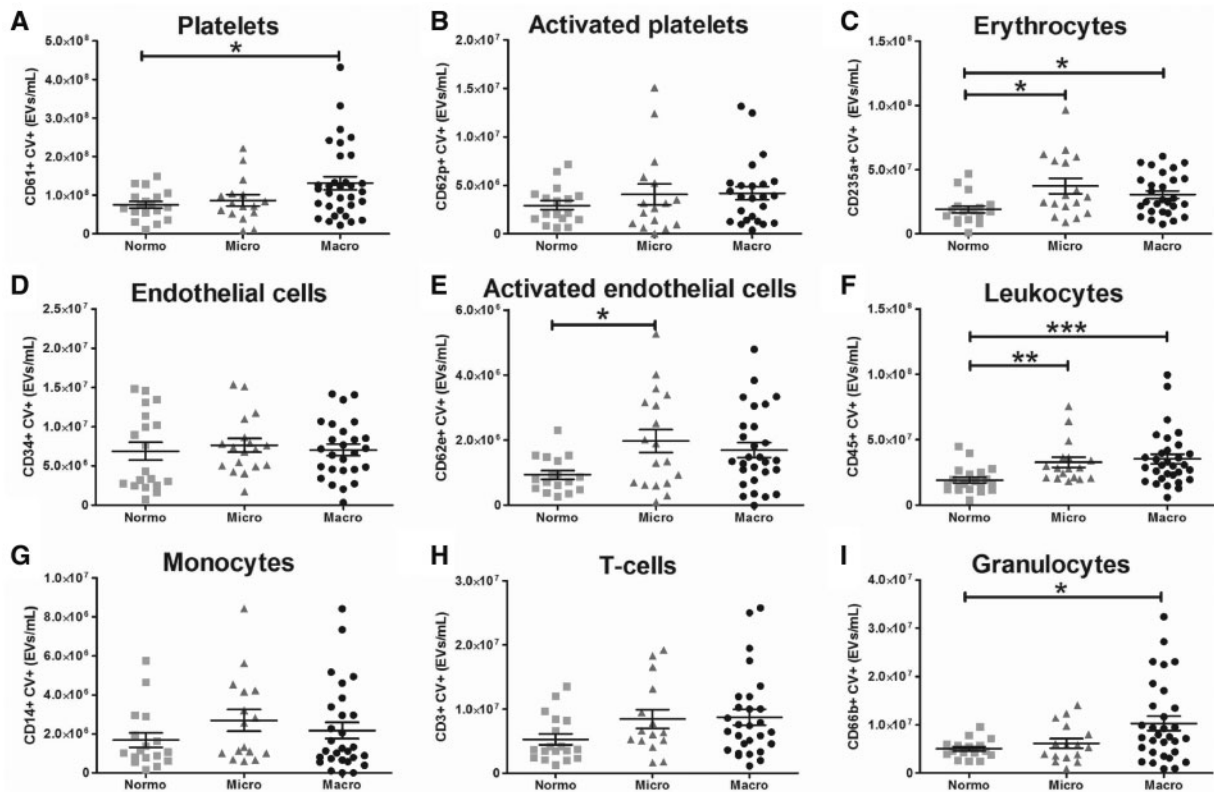 A Platelets
CD61+ CV+ (EVs/mL)
5.0×10⁸
4.0×10⁸
3.0×10⁸
2.0×10⁸
1.0×10⁸
0
*
Normo Micro Macro
B Activated platelets
CD62p+ CV+ (EVs/mL)
2.0×10⁷
1.5×10⁷
1.0×10⁷
5.0×10⁶
0
Normo Micro Macro
C Erythrocytes
CD235a+ CV+ (EVs/mL)
1.5×10⁸
1.0×10⁸
5.0×10⁷
0
*
*
Normo Micro Macro
D Endothelial cells
CD34+ CV+ (EVs/mL)
2.5×10⁷
2.0×10⁷
1.5×10⁷
1.0×10⁷
5.0×10⁶
0
Normo Micro Macro
E Activated endothelial cells
CD62e+ CV+ (EVs/mL)
6.0×10⁶
4.0×10⁶
2.0×10⁶
0
*
Normo Micro Macro
F Leukocytes
CD45+ CV+ (EVs/mL)
1.5×10⁸
1.0×10⁸
5.0×10⁷
0
***
**
Normo Micro Macro
G Monocytes
CD14+ CV+ (EVs/mL)
1.0×10⁷
8.0×10⁶
6.0×10⁶
4.0×10⁶
2.0×10⁶
0
Normo Micro Macro
H T-cells
CD3+ CV+ (EVs/mL)
3.0×10⁷
2.0×10⁷
1.0×10⁷
0
Normo Micro Macro
I Granulocytes
CD66b+ CV+ (EVs/mL)
4.0×10⁷
3.0×10⁷
2.0×10⁷
1.0×10⁷
0
*
Normo Micro Macro